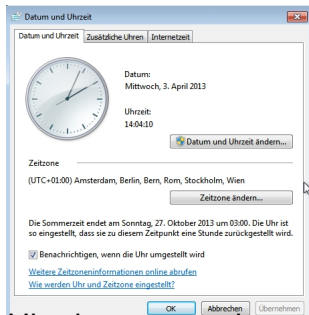 Datum und Uhrzeit
Datum und Uhrzeit Zusätzliche Uhren Internetzeit
Datum:
Mittwoch, 3. April 2013
Uhrzeit:
14:04:10
Datum und Uhrzeit ändern...
Zeitzone
(UTC+01:00) Amsterdam, Berlin, Bern, Rom, Stockholm, Wien
Zeitzone ändern...
Die Sommerzeit endet am Sonntag, 27. Oktober 2013 um 03:00. Die Uhr ist
so eingestellt, dass sie zu diesem Zeitpunkt eine Stunde zurückgestellt wird.
Benachrichtigen, wenn die Uhr umgestellt wird
Weitere Zeitzoneninformationen online abrufen
Wie werden Uhr und Zeitzone eingestellt?
OK Abbrechen Übernehmen